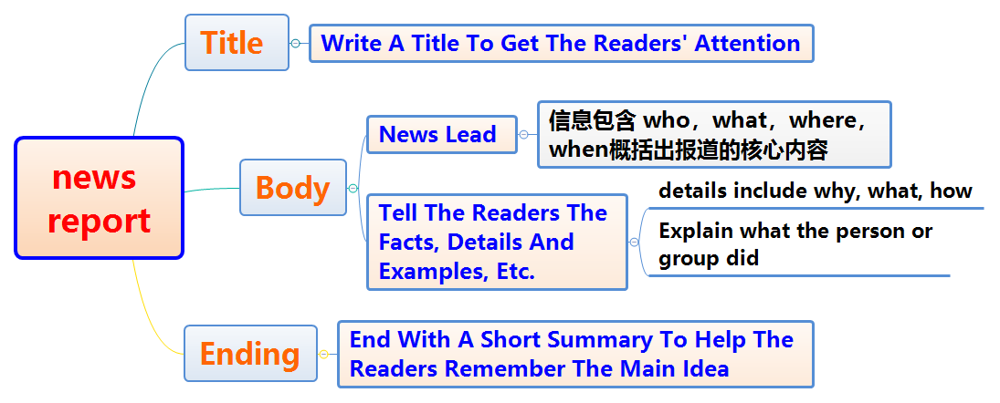 news
report
Title
Write A Title To Get The Readers' Attention
Body
News Lead
信息包含 who，what，where，
when概括出报道的核心内容
Tell The Readers The
Facts, Details And
Examples, Etc.
details include why, what, how
Explain what the person or
group did
Ending
End With A Short Summary To Help The
Readers Remember The Main Idea